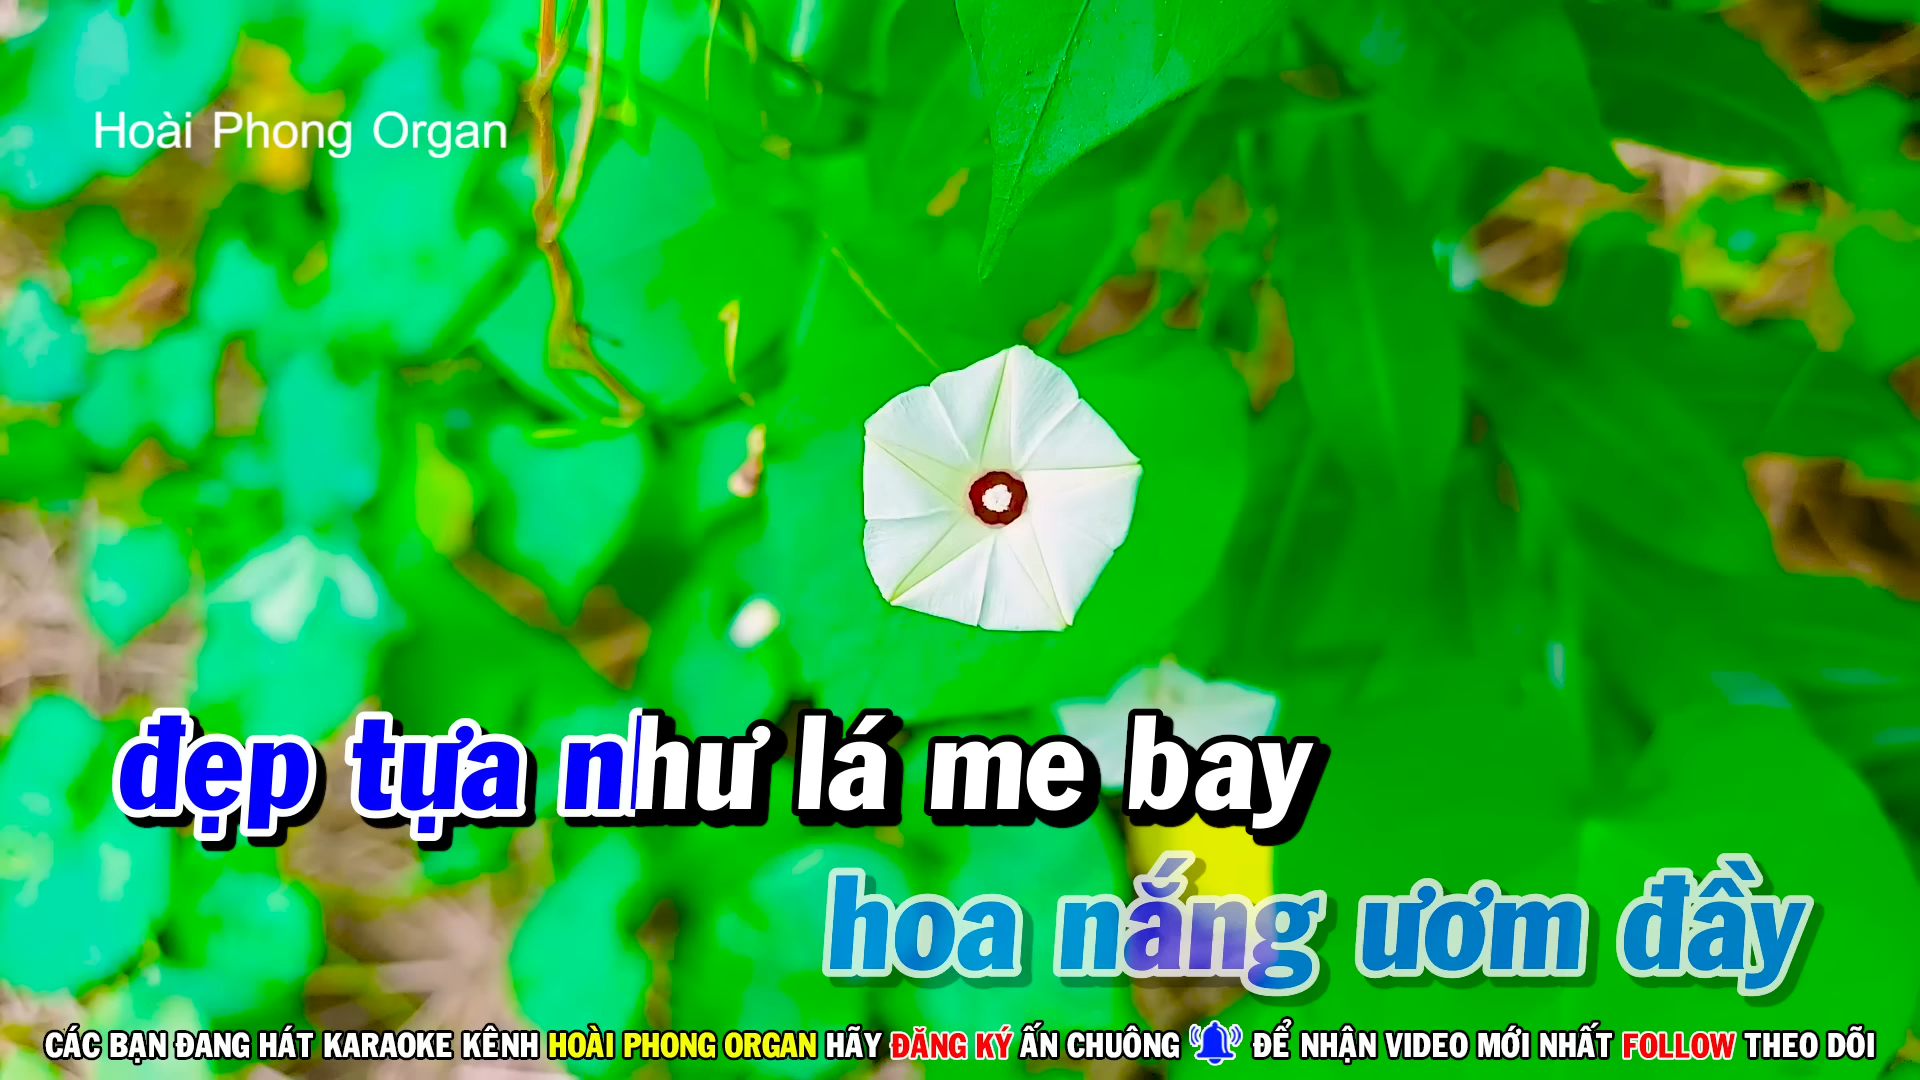 Hoài Phong Organ
đẹp tựa như lá me bay
hoa nắng ươm đầy
CÁC BẠN ĐANG HÁT KARAOKE KÊNH HOÀI PHONG ORGAN HÃY ĐĂNG KÝ ẤN CHUÔNG ĐỂ NHẬN VIDEO MỚI NHẤT FOLLOW THEO DÕI